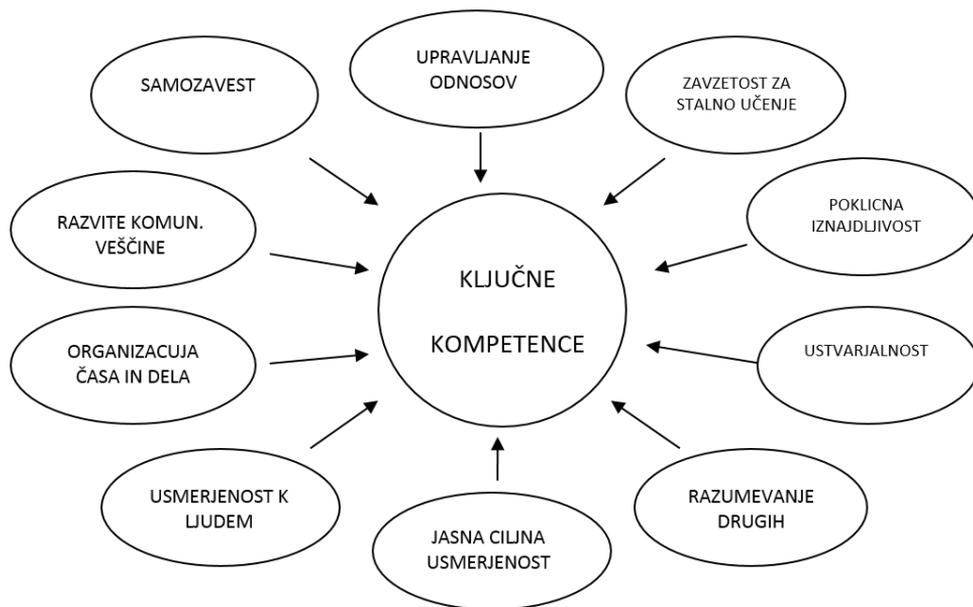 UPRAVLJANJE
ODNOSOV
SAMOZAVEST
ZAVZETOST ZA
STALNO UČENJE
RAZVITE KOMUN.
VEŠČINE
POKLICNA
IZNAJDLJIVOST
KLJUČNE
KOMPETENCE
ORGANIZACUJA
ČASA IN DELA
USTVARJALNOST
USMERJENOST K
LJUDEM
JASNA CILJNA
USMERJENOST
RAZUMEVANJE
DRUGIH